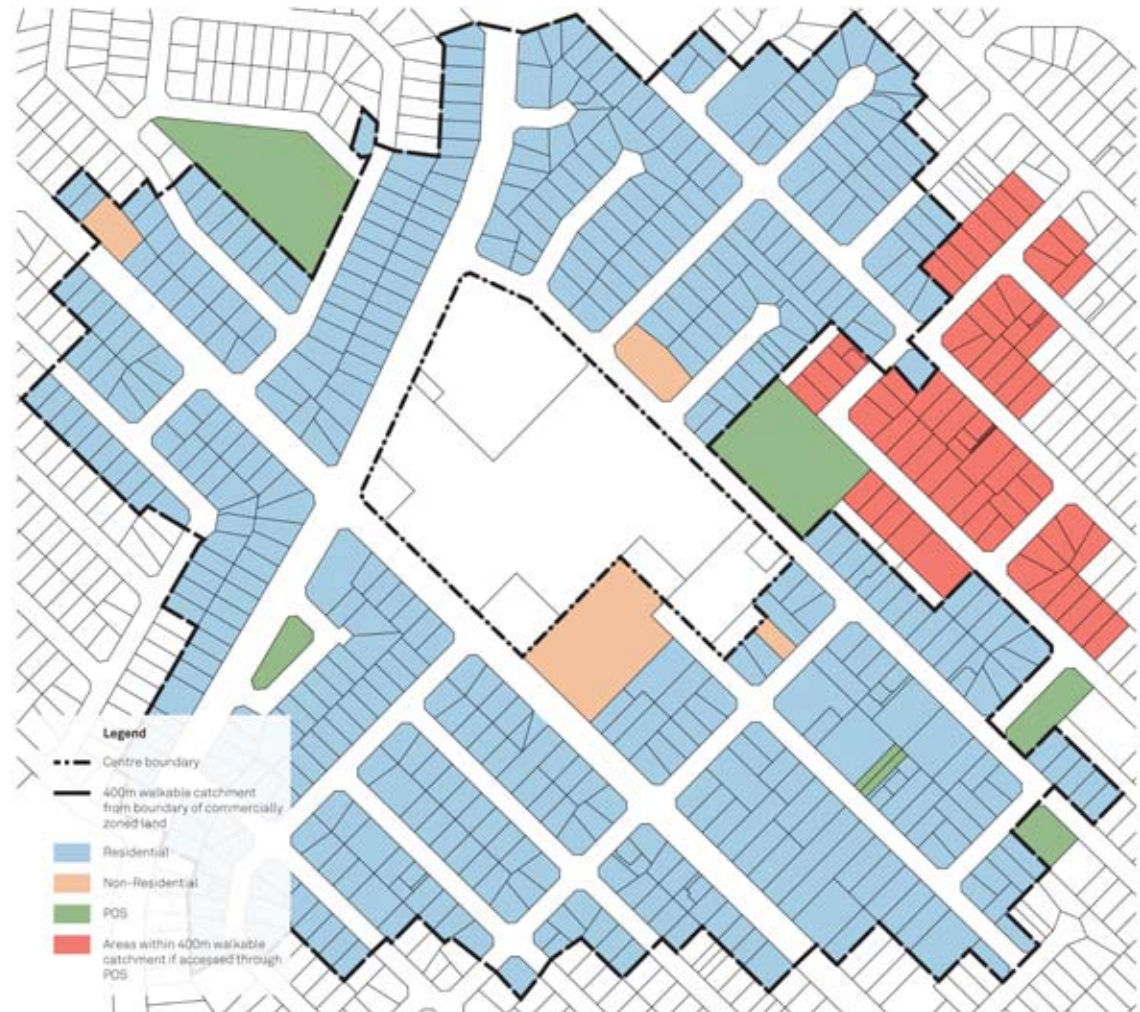 Legend
Centre boundary
400m walkable catchment
from boundary of commercially
zoned land
Residential
Non-Residential
POS
Areas within 400m walkable
catchment if accessed through
POS